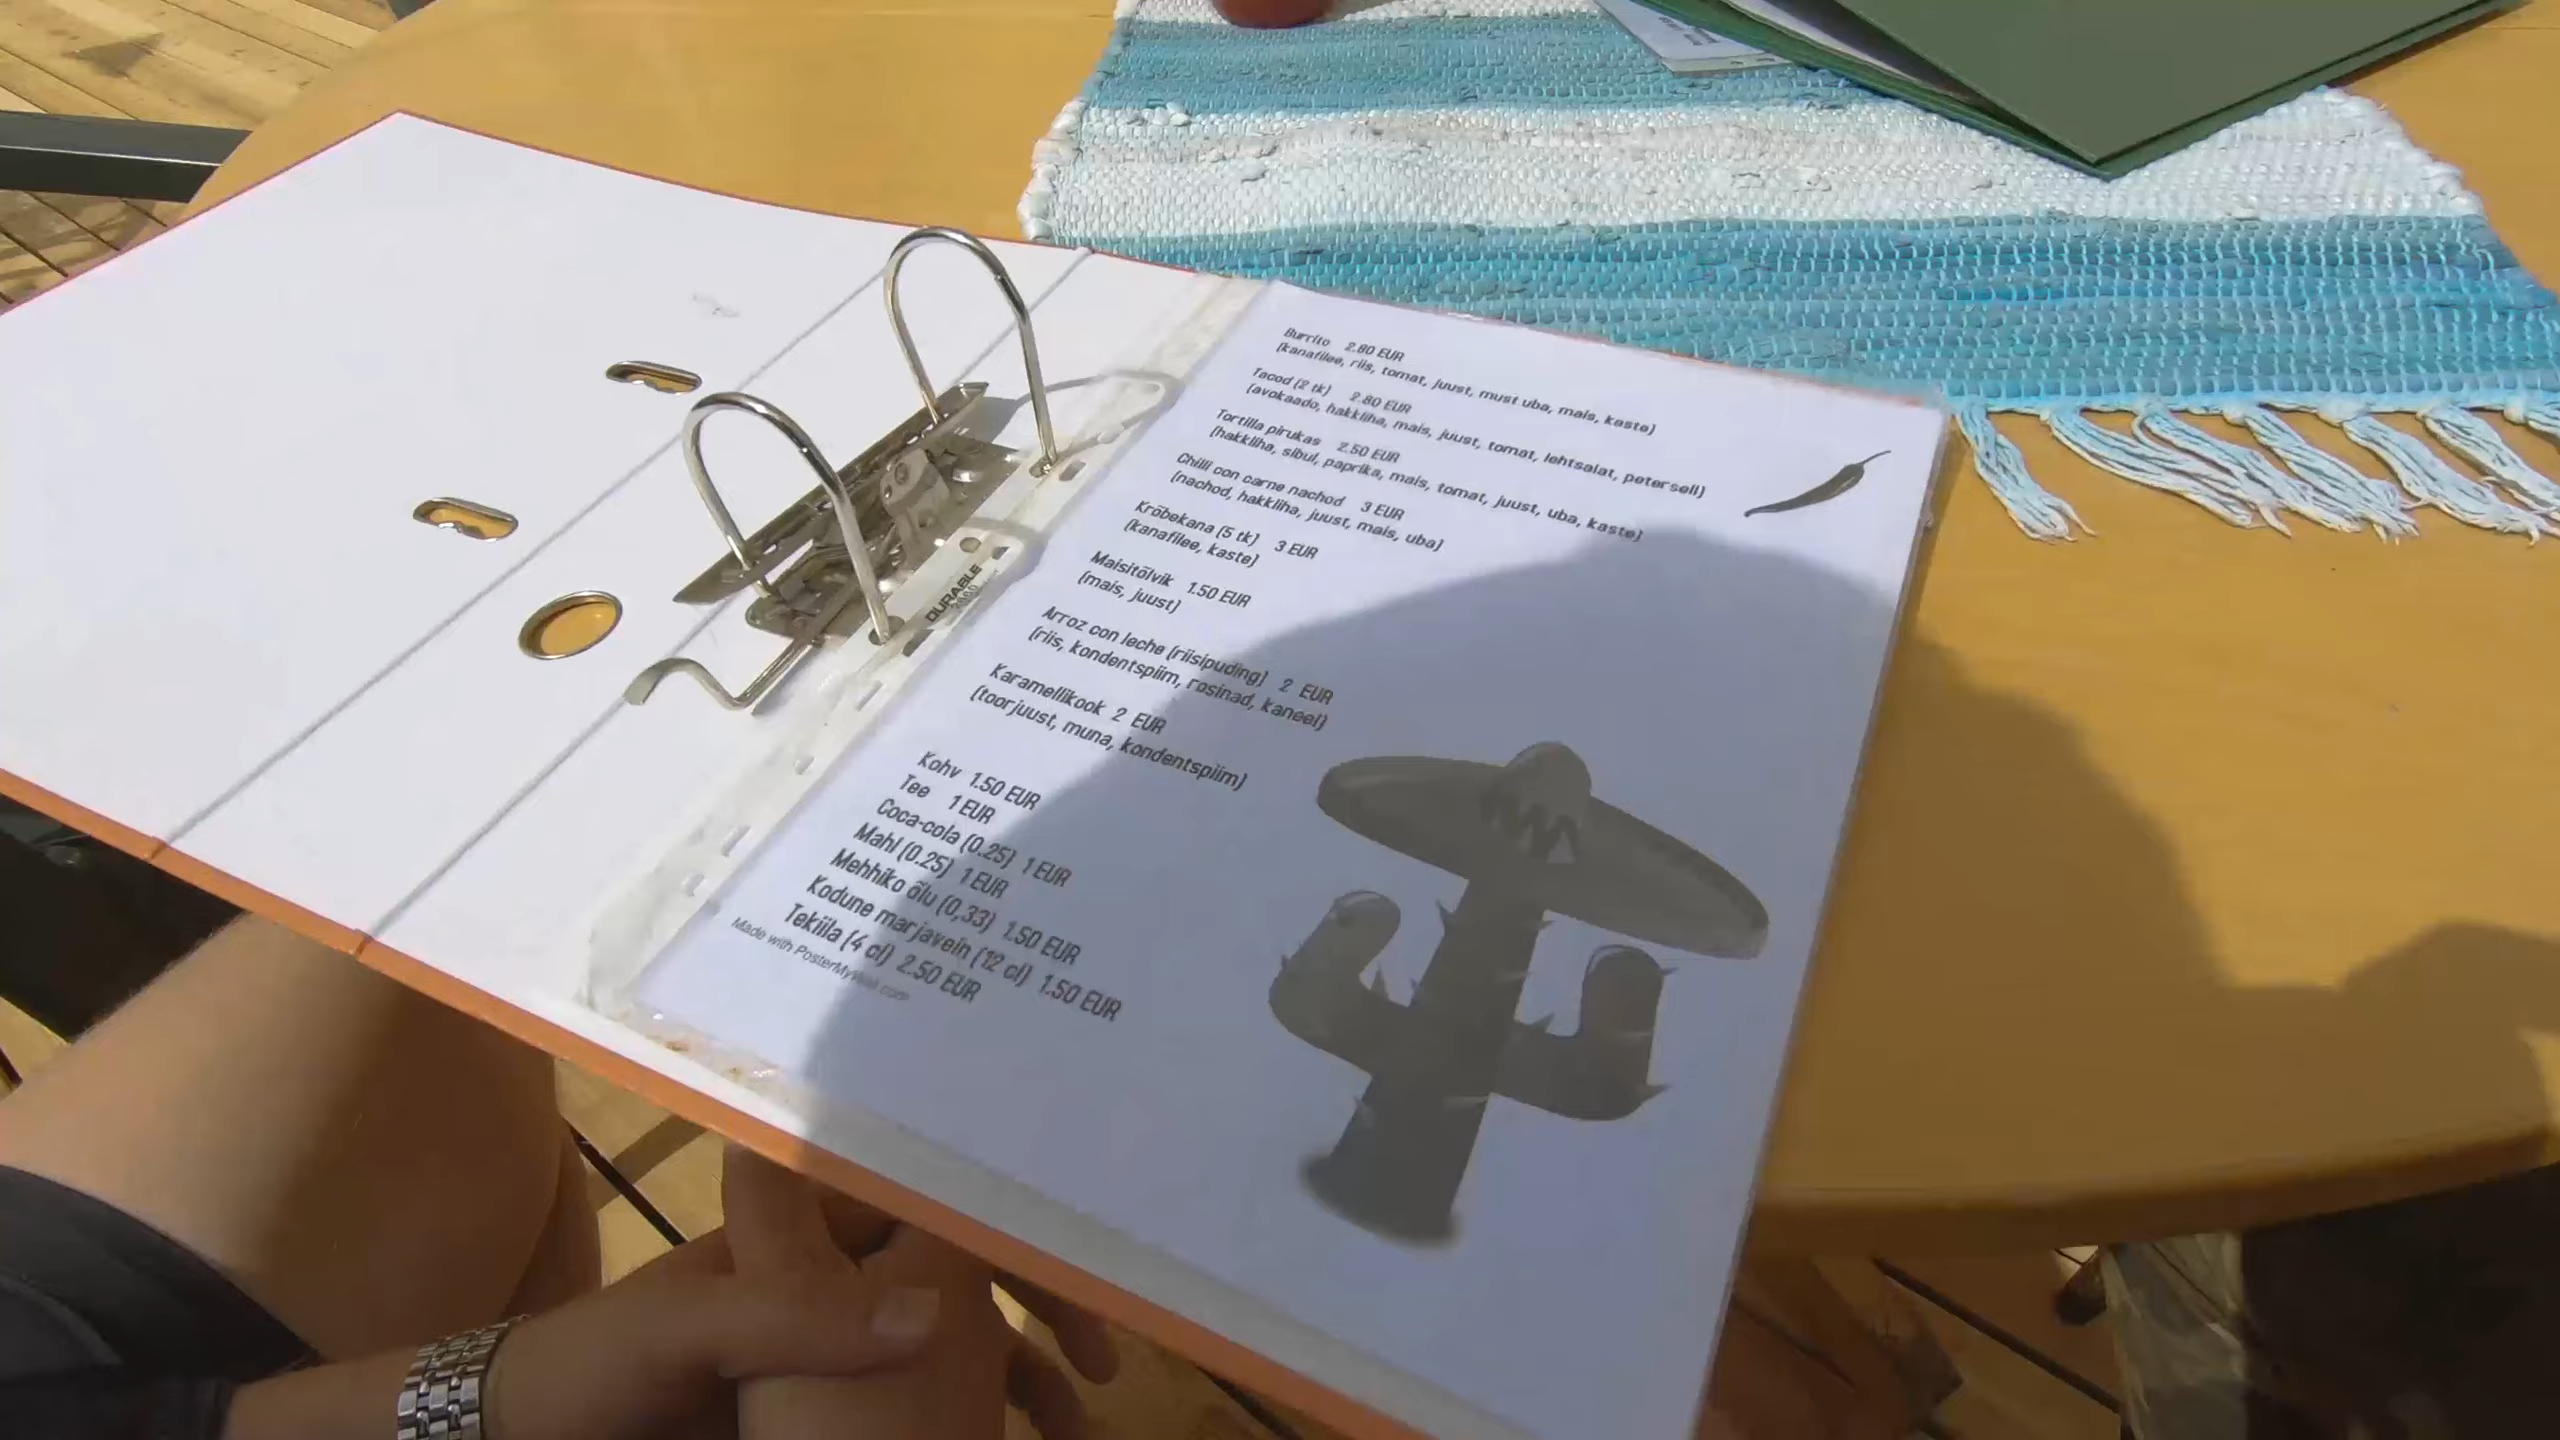 Burrito 2.80 EUR
(kanafilee, riis, tomat, juust, must uba, mais, kaste)
Tacod (2 tk) 2.80 EUR
(avokaado, hakkliha, mais, juust, tomat, lehtsalat, petersell)
Tortilla pirukas 2.50 EUR
(hakkliha, sibul, paprika, mais, tomat, juust, uba, kaste)
Chilli con carne nachod 3 EUR
(nachod, hakkliha, juust, mais, uba)
Krõbekana (5 tk) 3 EUR
(kanafilee, kaste)
Maisitõlvik 1.50 EUR
(mais, juust)
Arroz con leche (riisipuding) 2 EUR
(riis, kondentspiim, rosinad, kaneel)
Karamellikook 2 EUR
(toorjuust, muna, kondentspiim)
Kohv 1.50 EUR
Tee 1 EUR
Coca-cola (0.25) 1 EUR
Mahl (0.25) 1 EUR
Mehhiko õlu (0,33) 1.50 EUR
Kodune marjavein (12 cl) 1.50 EUR
Tekiila (4 cl) 2.50 EUR
Made with PosterMyWall.com
DURABLE